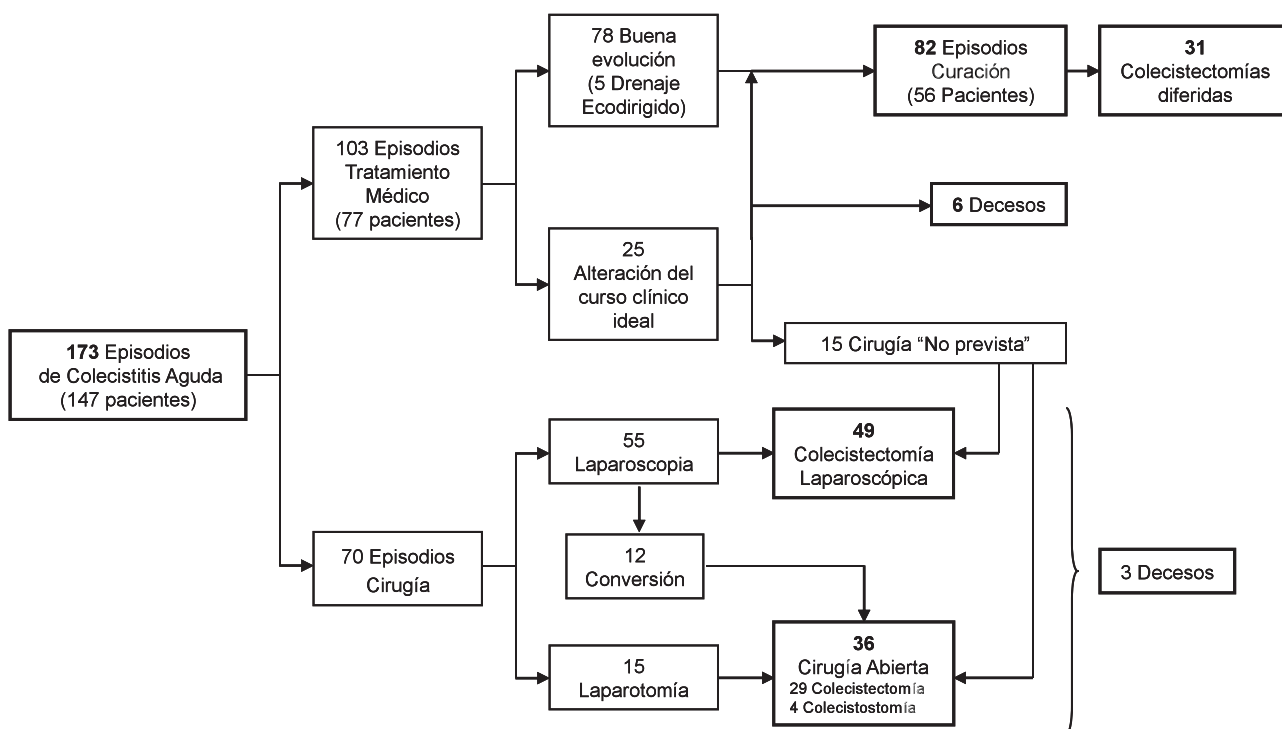 78 Buena
evolución
(5 Drenaje
Ecodirigido)
82 Episodios
Curación
(56 Pacientes)
31
Colecistectomías
diferidas
103 Episodios
Tratamiento
Médico
(77 pacientes)
6 Decesos
25
Alteración del
curso clínico
ideal
173 Episodios
de Colecistitis Aguda
(147 pacientes)
15 Cirugía “No prevista”
55
Laparoscopia
49
Colecistectomía
Laparoscópica
70 Episodios
Cirugía
12
Conversión
3 Decesos
15
Laparotomía
36
Cirugía Abierta
29 Colecistectomía
4 Colecistostomía